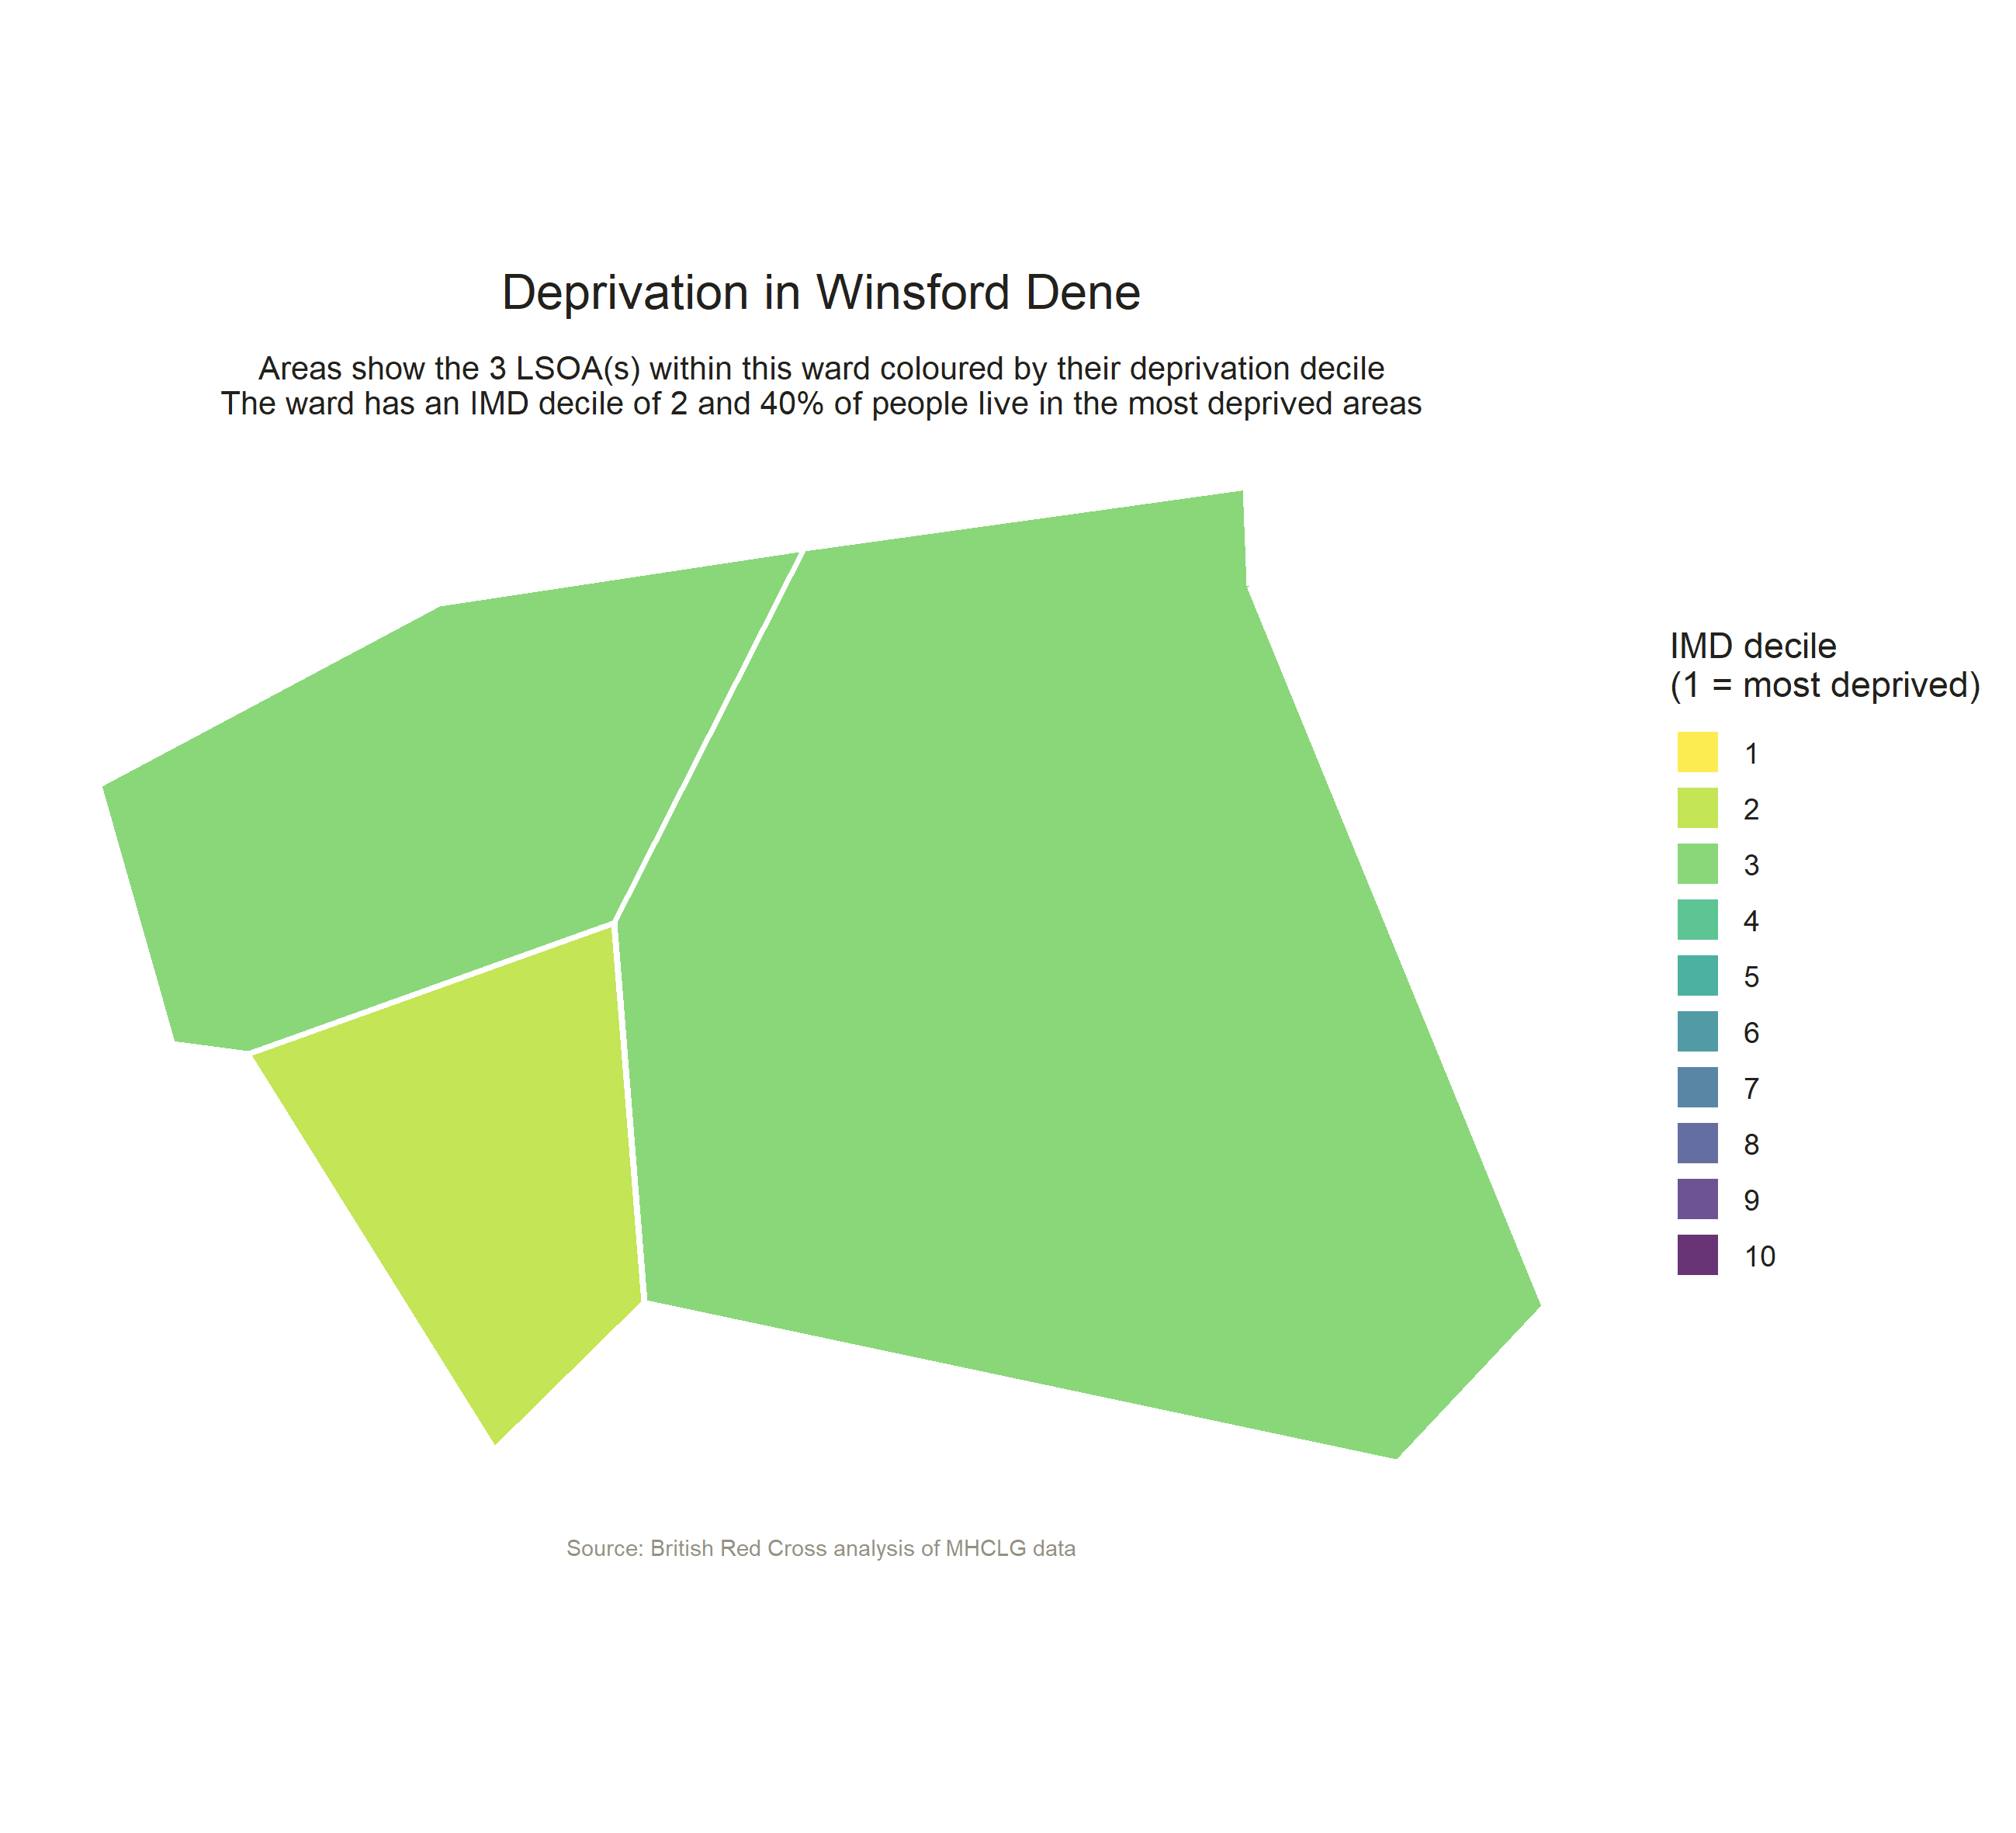 Deprivation in Winsford Dene
Areas show the 3 LSOA(s) within this ward coloured by their deprivation decile
The ward has an IMD decile of 2 and 40% of people live in the most deprived areas
IMD decile
(1 = most deprived)
1
2
3
4
5
6
7
8
9
10
Source: British Red Cross analysis of MHCLG data